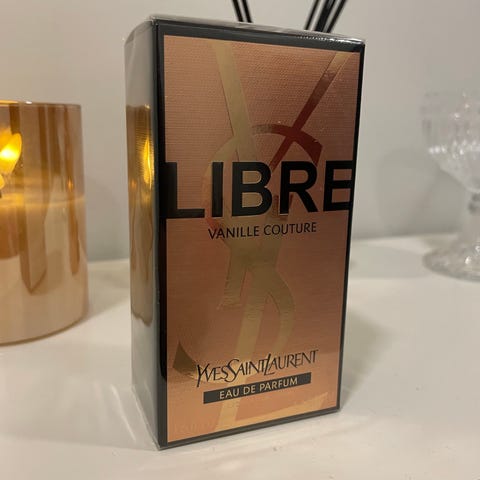 LIBRE
VANILLE COUTURE
YVESSAINTLAURENT
EAU DE PARFUM